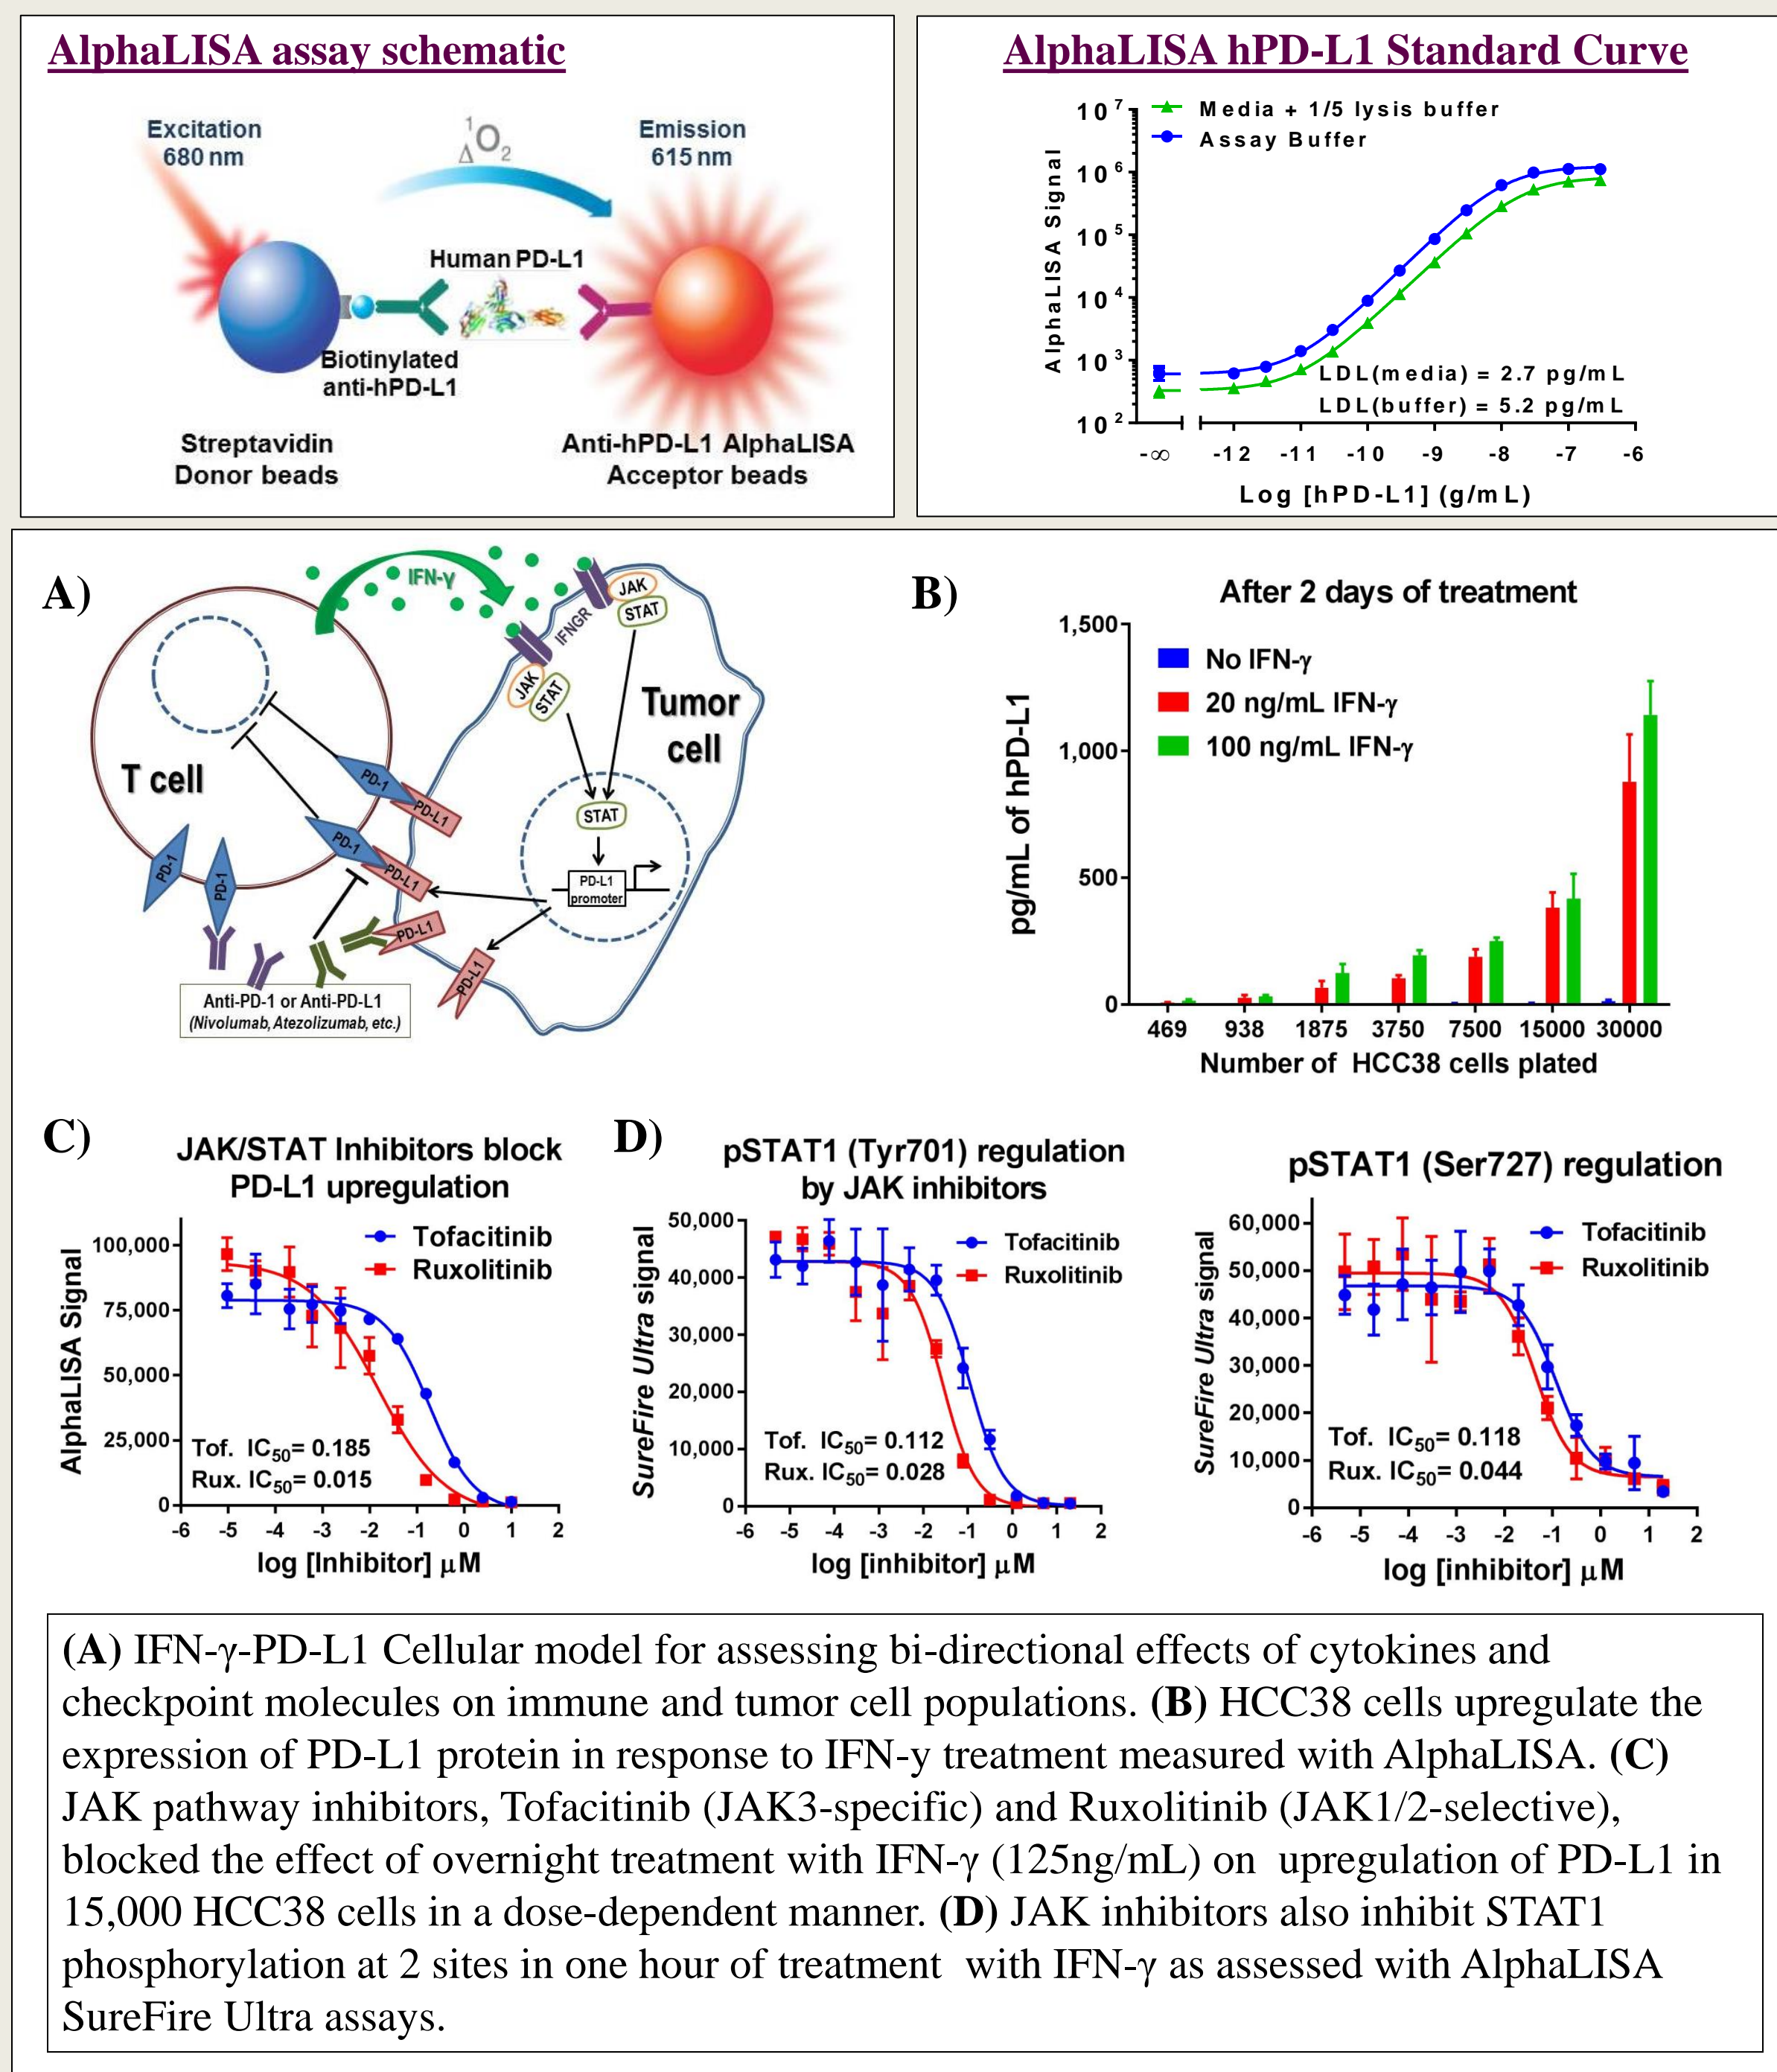 AlphaLISA assay schematic
Excitation
680 nm
1
ΔO2
Emission
615 nm
Human PD-L1
Biotinylated
anti-hPD-L1
Streptavidin
Donor beads
Anti-hPD-L1 AlphaLISA
Acceptor beads
AlphaLISA hPD-L1 Standard Curve
Media + 1/5 lysis buffer
Assay Buffer
AlphaLISA Signal
10^7
10^6
10^5
10^4
10^3
10^2
LDL(media) = 2.7 pg/mL
LDL(buffer) = 5.2 pg/mL
-∞ -12 -11 -10 -9 -8 -7 -6
Log [hPD-L1] (g/mL)
A)
IFN-γ
JAK
STAT
IFNGR
JAK
STAT
Tumor
cell
T cell
PD-1
PD-L1
PD-1
PD-L1
STAT
PD-L1
promoter
PD-1
PD-1
PD-L1
PD-L1
Anti-PD-1 or Anti-PD-L1
(Nivolumab, Atezolizumab, etc.)
B)
After 2 days of treatment
No IFN-γ
20 ng/mL IFN-γ
100 ng/mL IFN-γ
pg/mL of hPD-L1
1,500
1,000
500
0
469 938 1875 3750 7500 15000 30000
Number of HCC38 cells plated
C)
JAK/STAT Inhibitors block
PD-L1 upregulation
Tofacitinib
Ruxolitinib
AlphaLISA Signal
100,000
75,000
50,000
25,000
0
Tof. IC50= 0.185
Rux. IC50= 0.015
-6 -5 -4 -3 -2 -1 0 1 2
log [Inhibitor] μM
D)
pSTAT1 (Tyr701) regulation
by JAK inhibitors
Tofacitinib
Ruxolitinib
SureFire Ultra signal
50,000
40,000
30,000
20,000
10,000
0
Tof. IC50= 0.112
Rux. IC50= 0.028
-6 -5 -4 -3 -2 -1 0 1 2
log [inhibitor] μM
pSTAT1 (Ser727) regulation
Tofacitinib
Ruxolitinib
SureFire Ultra signal
60,000
50,000
40,000
30,000
20,000
10,000
0
Tof. IC50= 0.118
Rux. IC50= 0.044
-6 -5 -4 -3 -2 -1 0 1 2
log [inhibitor] μM
(A) IFN-γ-PD-L1 Cellular model for assessing bi-directional effects of cytokines and
checkpoint molecules on immune and tumor cell populations. (B) HCC38 cells upregulate the
expression of PD-L1 protein in response to IFN-y treatment measured with AlphaLISA. (C)
JAK pathway inhibitors, Tofacitinib (JAK3-specific) and Ruxolitinib (JAK1/2-selective),
blocked the effect of overnight treatment with IFN-γ (125ng/mL) on upregulation of PD-L1 in
15,000 HCC38 cells in a dose-dependent manner. (D) JAK inhibitors also inhibit STAT1
phosphorylation at 2 sites in one hour of treatment with IFN-γ as assessed with AlphaLISA
SureFire Ultra assays.